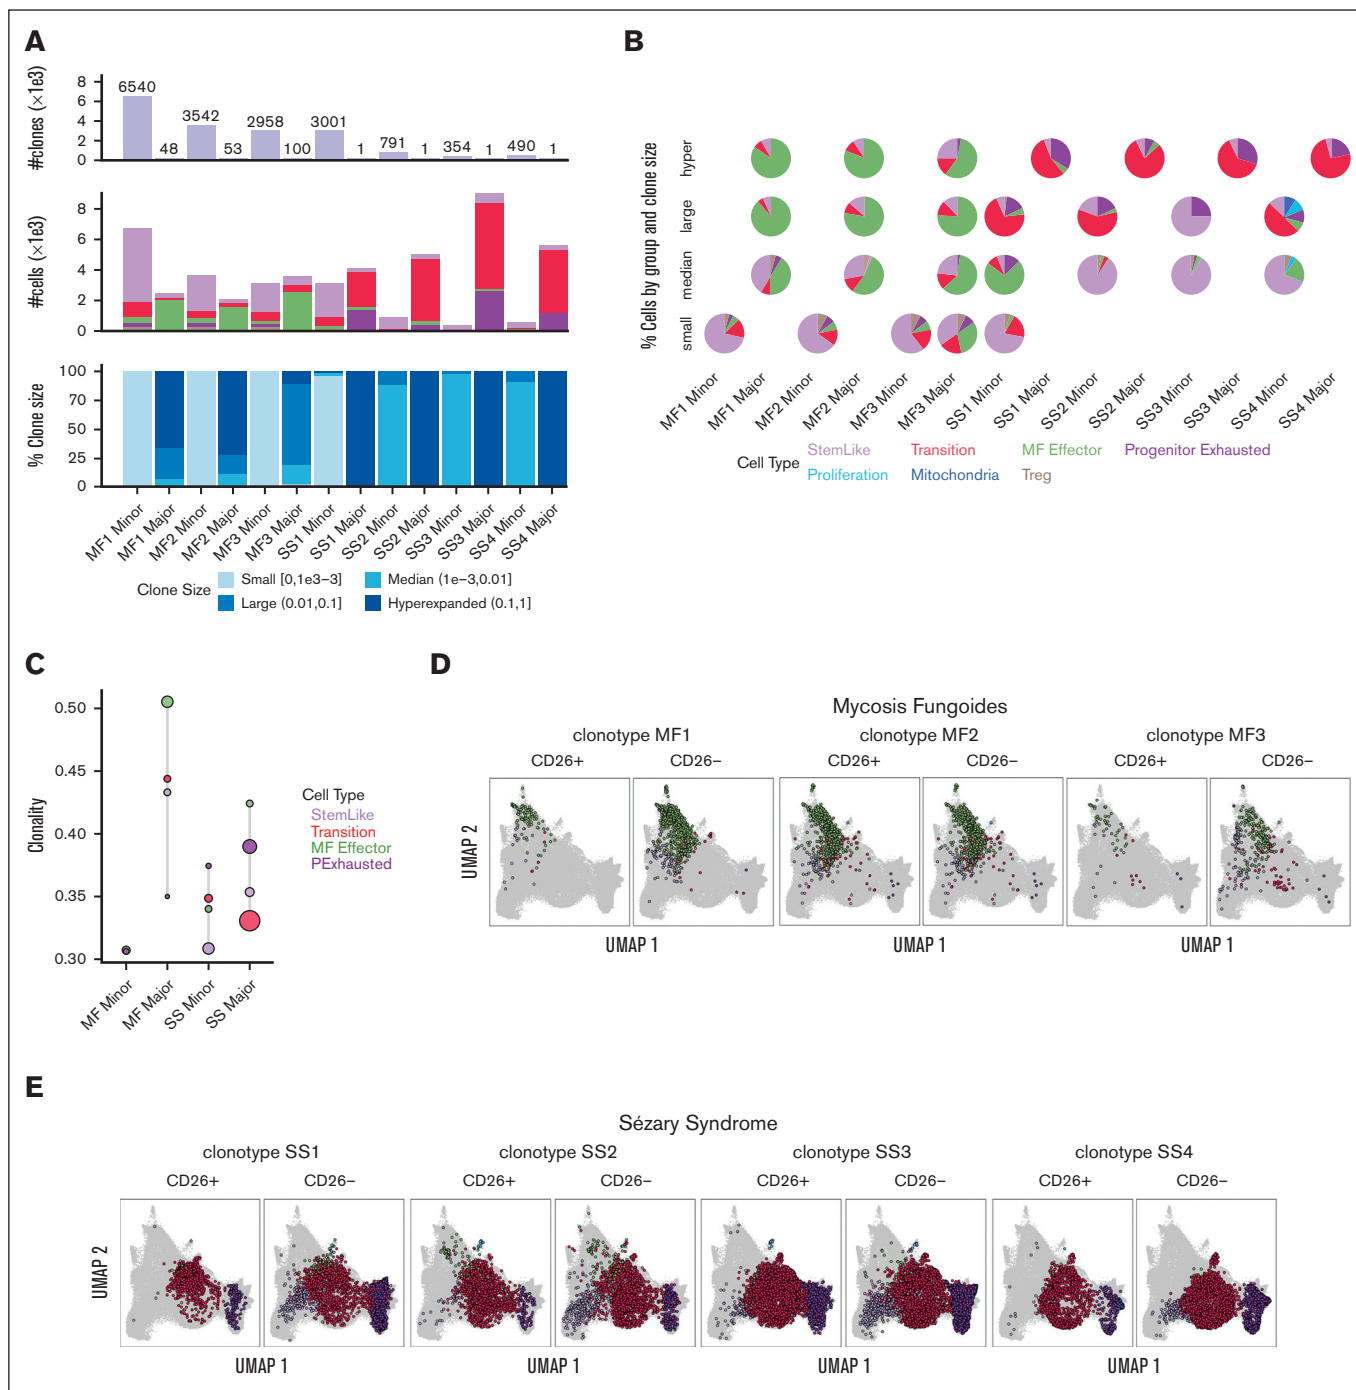 A
#clones (×1e3)
8
6
4
2
0
6540
48
3542
53
2958
100
3001
1
791
1
354
1
490
1
#cells (×1e3)
8
6
4
2
0
% Clone size
100
70
50
25
0
MF1 Minor
MF1 Major
MF2 Minor
MF2 Major
MF3 Minor
MF3 Major
SS1 Minor
SS1 Major
SS2 Minor
SS2 Major
SS3 Minor
SS3 Major
SS4 Minor
SS4 Major
Clone Size
Small [0,1e3–3]
Median (1e–3,0.01]
Large (0.01,0.1]
Hyperexpanded (0.1,1]
B
% Cells by group and clone size
hyper
large
median
small
MF1 Minor
MF1 Major
MF2 Minor
MF2 Major
MF3 Minor
MF3 Major
SS1 Minor
SS1 Major
SS2 Minor
SS2 Major
SS3 Minor
SS3 Major
SS4 Minor
SS4 Major
Cell Type
StemLike
Transition
MF Effector
Progenitor Exhausted
Proliferation
Mitochondria
Treg
C
Clonality
0.50
0.45
0.40
0.35
0.30
MF Minor
MF Major
SS Minor
SS Major
Cell Type
StemLike
Transition
MF Effector
PExhausted
D
Mycosis Fungoides
clonotype MF1
clonotype MF2
clonotype MF3
CD26+
CD26–
CD26+
CD26–
CD26+
CD26–
UMAP 2
UMAP 1
UMAP 1
UMAP 1
E
Sézary Syndrome
clonotype SS1
clonotype SS2
clonotype SS3
clonotype SS4
CD26+
CD26–
CD26+
CD26–
CD26+
CD26–
CD26+
CD26–
UMAP 2
UMAP 1
UMAP 1
UMAP 1
UMAP 1